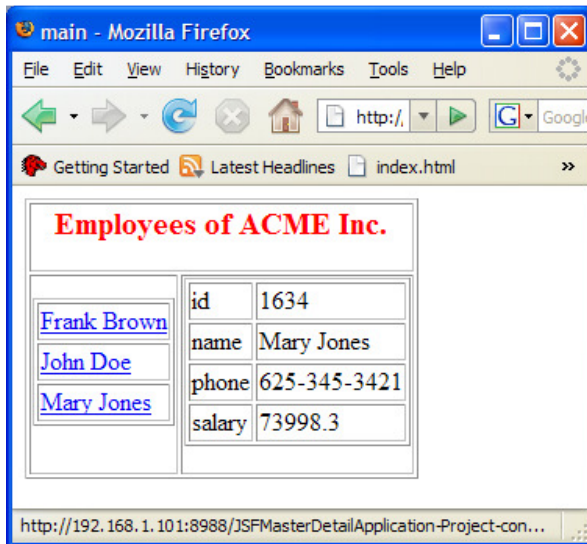 main - Mozilla Firefox
File Edit View History Bookmarks Tools Help
http:/, G Google
Getting Started Latest Headlines index.html »
Employees of ACME Inc.
Frank Brown
John Doe
Mary Jones
id 1634
name Mary Jones
phone 625-345-3421
salary 73998.3
http://192.168.1.101:8988/JSFMasterDetailApplication-Project-con...